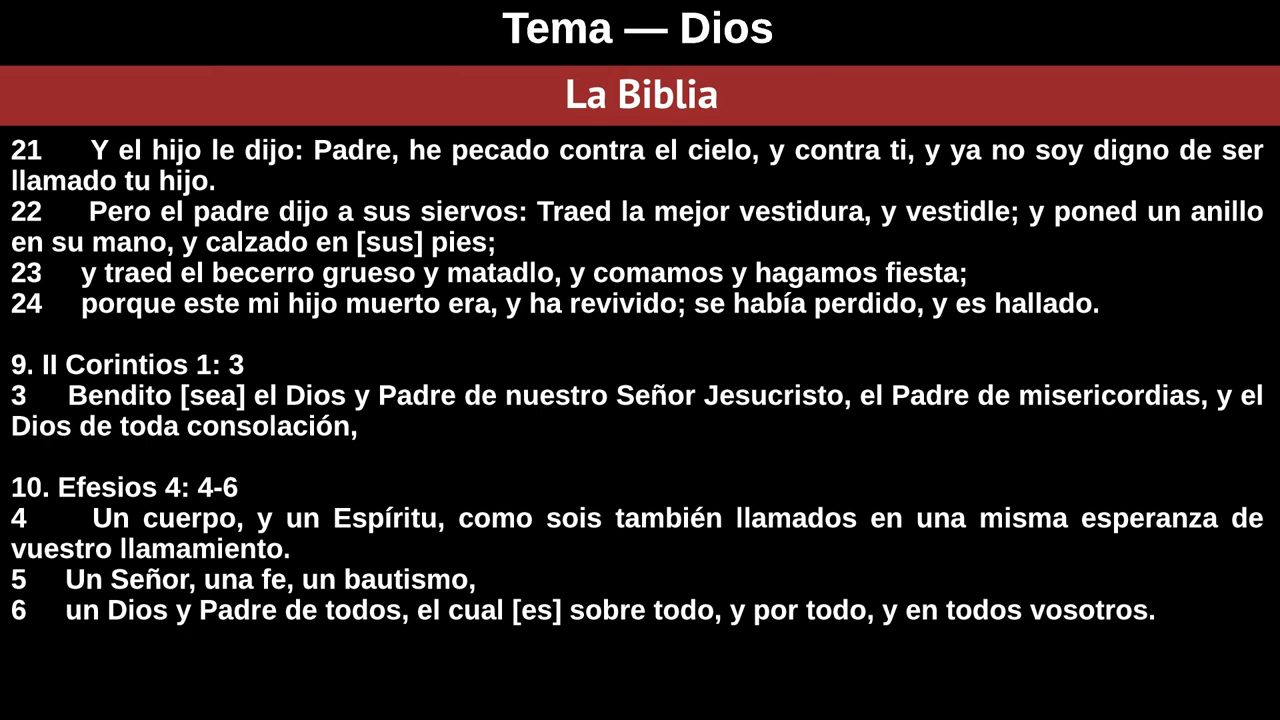 Tema — Dios
La Biblia
21 Y el hijo le dijo: Padre, he pecado contra el cielo, y contra ti, y ya no soy digno de ser
llamado tu hijo.
22 Pero el padre dijo a sus siervos: Traed la mejor vestidura, y vestidle; y poned un anillo
en su mano, y calzado en [sus] pies;
23 y traed el becerro grueso y matadlo, y comamos y hagamos fiesta;
24 porque este mi hijo muerto era, y ha revivido; se había perdido, y es hallado.
9. II Corintios 1: 3
3 Bendito [sea] el Dios y Padre de nuestro Señor Jesucristo, el Padre de misericordias, y el
Dios de toda consolación,
10. Efesios 4: 4-6
4 Un cuerpo, y un Espíritu, como sois también llamados en una misma esperanza de
vuestro llamamiento.
5 Un Señor, una fe, un bautismo,
6 un Dios y Padre de todos, el cual [es] sobre todo, y por todo, y en todos vosotros.